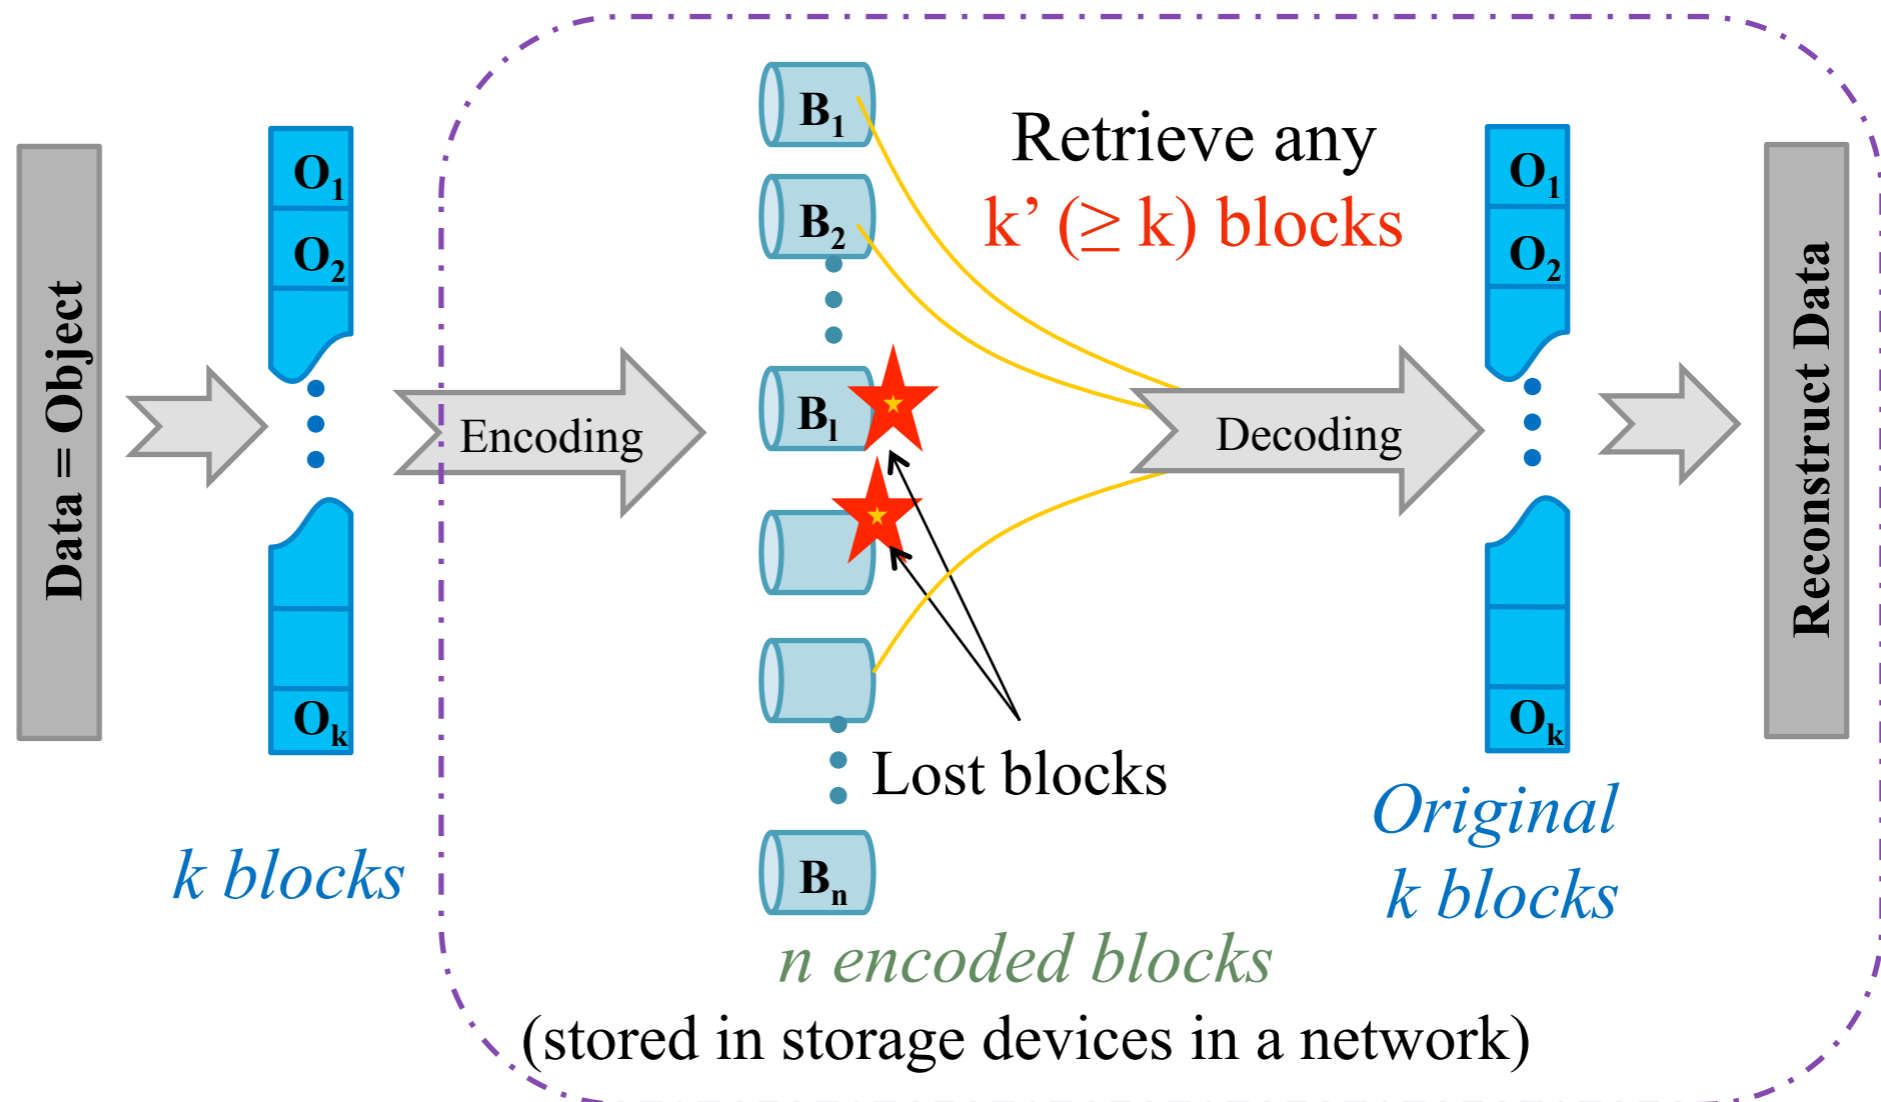 Data = Object
O₁
O₂
Oₖ
k blocks
Encoding
B₁
B₂
Bₗ
Bₙ
Retrieve any
k’ (≥ k) blocks
Lost blocks
n encoded blocks
(stored in storage devices in a network)
Decoding
O₁
O₂
Oₖ
Original
k blocks
Reconstruct Data